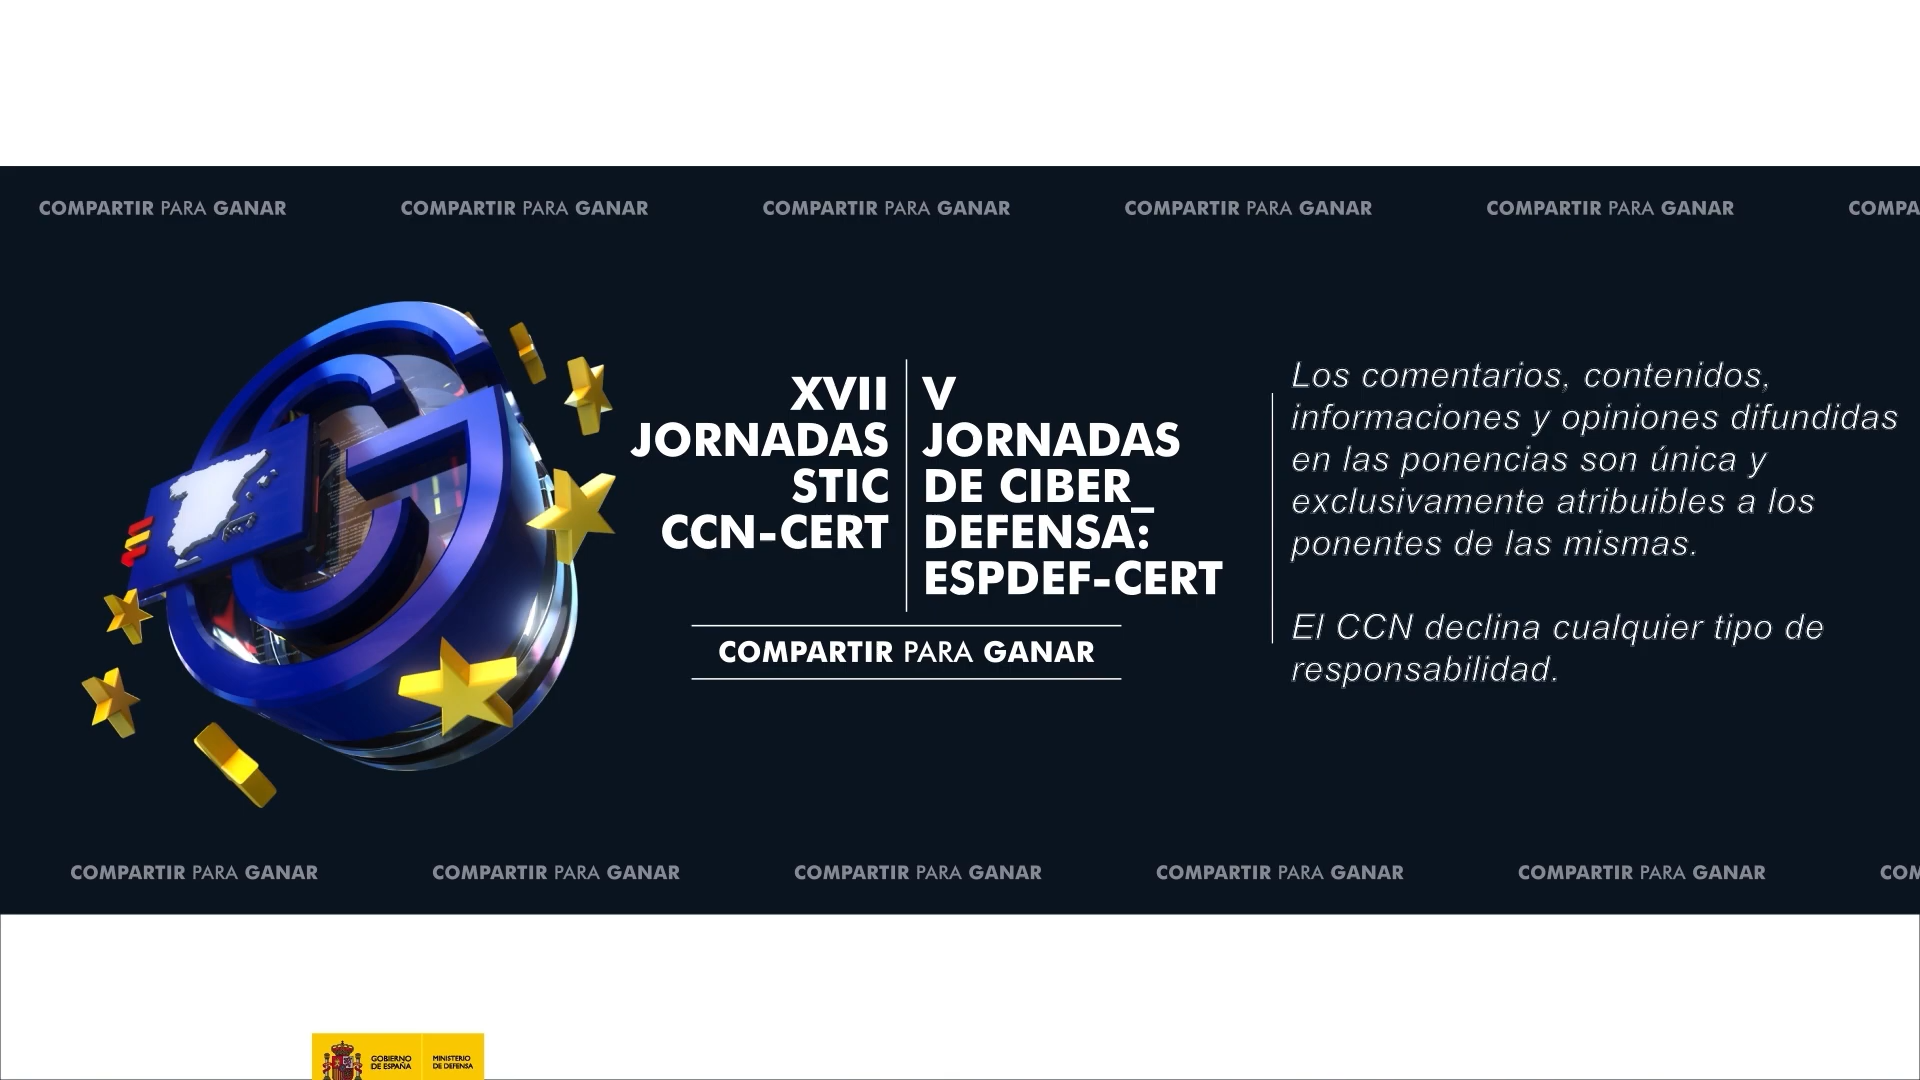 COMPARTIR PARA GANAR COMPARTIR PARA GANAR COMPARTIR PARA GANAR COMPARTIR PARA GANAR COMPARTIR PARA GANAR COMPA
XVII
JORNADAS
STIC
CCN-CERT
V
JORNADAS
DE CIBER_
DEFENSA:
ESPDEF-CERT
COMPARTIR PARA GANAR
Los comentarios, contenidos,
informaciones y opiniones difundidas
en las ponencias son única y
exclusivamente atribuibles a los
ponentes de las mismas.
El CCN declina cualquier tipo de
responsabilidad.
COMPARTIR PARA GANAR COMPARTIR PARA GANAR COMPARTIR PARA GANAR COMPARTIR PARA GANAR COMPARTIR PARA GANAR COM
GOBIERNO
DE ESPAÑA
MINISTERIO
DE DEFENSA